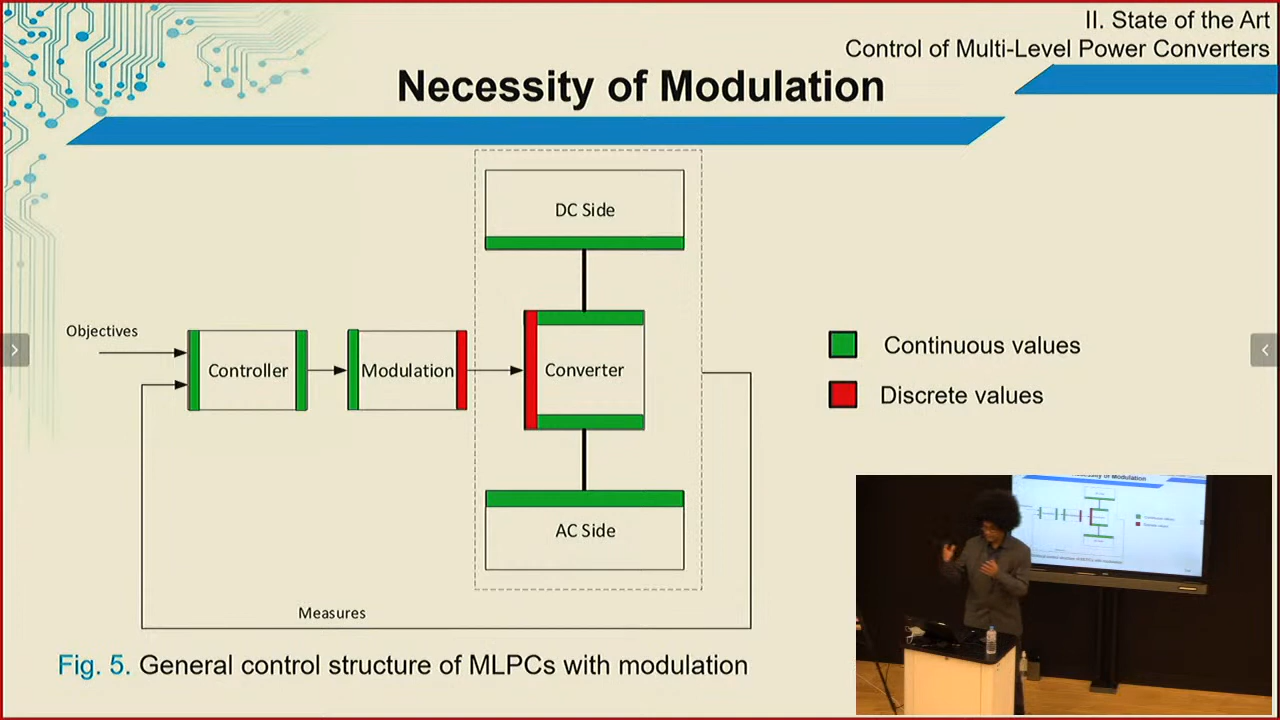 II. State of the Art
Control of Multi-Level Power Converters
Necessity of Modulation
DC Side
Objectives
Controller
Modulation
Converter
AC Side
Measures
Continuous values
Discrete values
Fig. 5. General control structure of MLPCs with modulation